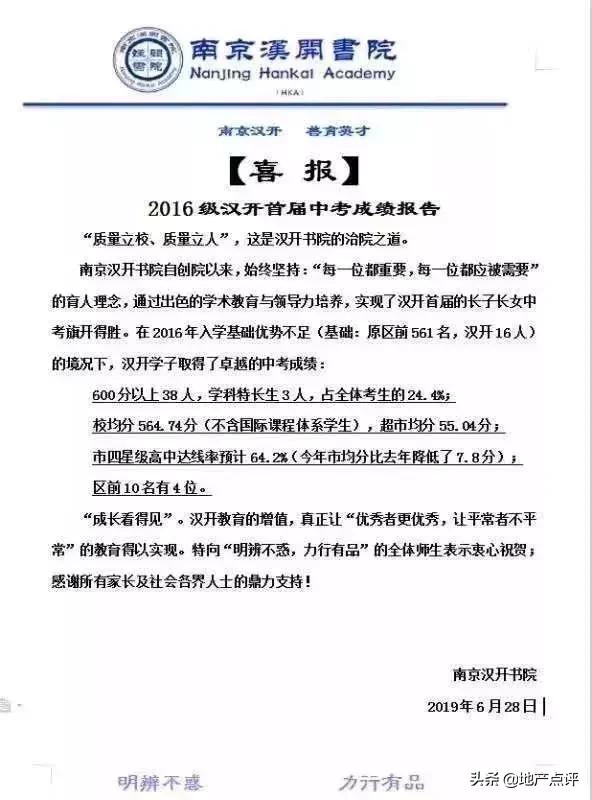 南京漢開書院
Nanjing Hankai Academy
（HKA）
南京汉开 善育英才
【喜 报】
2016级汉开首届中考成绩报告
“质量立校、质量立人”，这是汉开书院的治院之道。
南京汉开书院自创院以来，始终坚持：“每一位都重要，每一位都应被需要”
的育人理念，通过出色的学术教育与领导力培养，实现了汉开首届的长子长女中
考旗开得胜。在2016年入学基础优势不足（基础：原区前561名，汉开16人）
的境况下，汉开学子取得了卓越的中考成绩：
600分以上38人，学科特长生3人，占全体考生的24.4%；
校均分564.74分（不含国际课程体系学生），超市均分55.04分；
市四星级高中达线率预计64.2%（今年市均分比去年降低了7.8分）；
区前10名有4位。
“成长看得见”。汉开教育的增值，真正让“优秀者更优秀，让平常者不平
常”的教育得以实现。特向“明辨不惑，力行有品”的全体师生表示衷心祝贺；
感谢所有家长及社会各界人士的鼎力支持！
南京汉开书院
2019年6月28日
明辨不惑 力行有品
头条 @地产点评